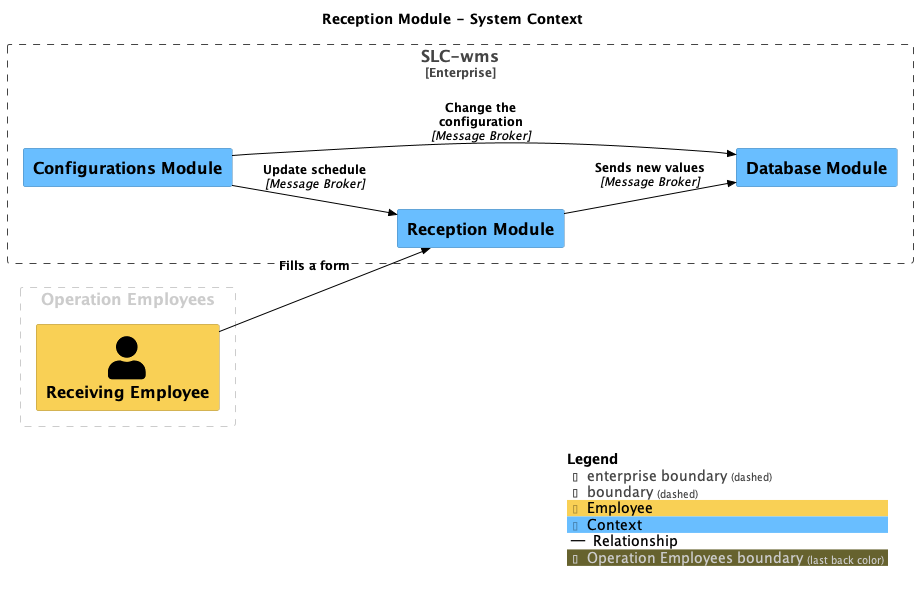 Reception Module - System Context
SLC-wms
[Enterprise]
Change the
configuration
[Message Broker]
Configurations Module
Update schedule
[Message Broker]
Sends new values
[Message Broker]
Database Module
Reception Module
Fills a form
Operation Employees
Receiving Employee
Legend
enterprise boundary (dashed)
boundary (dashed)
Employee
Context
Relationship
Operation Employees boundary (last back color)